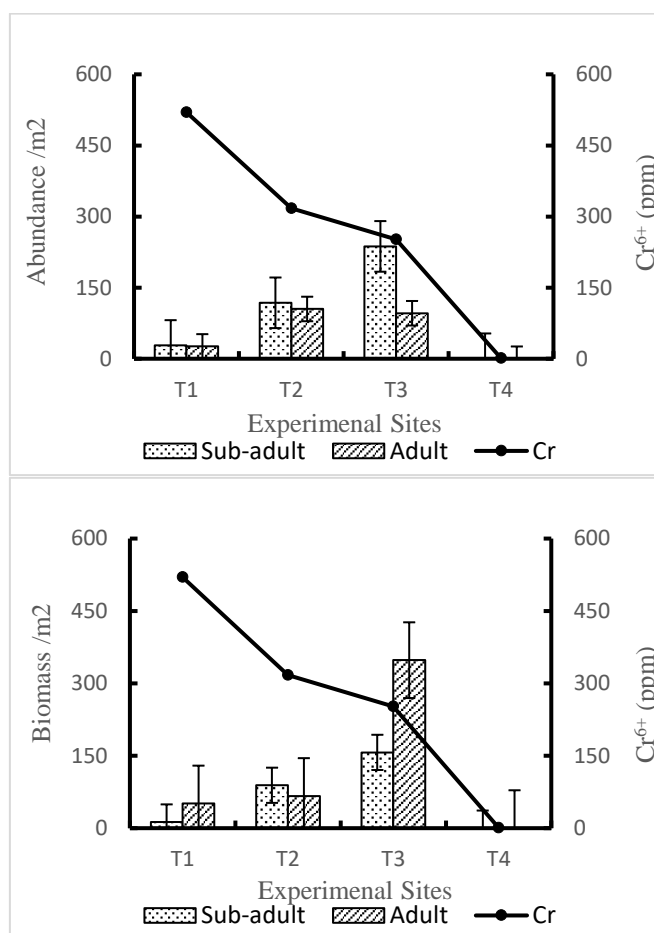 600 600
450 450
300 300
150 150
0 0
Abundance /m2
Cr6+ (ppm)
T1 T2 T3 T4
Experimenal Sites
Sub-adult Adult Cr
600 600
450 450
300 300
150 150
0 0
Biomass /m2
Cr6+ (ppm)
T1 T2 T3 T4
Experimental Sites
Sub-adult Adult Cr